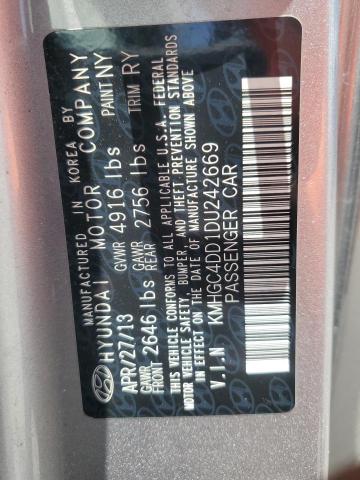 MANUFACTURED IN KOREA BY
HYUNDAI MOTOR COMPANY
APR/27/13 GVWR 4916 lbs PAINT NY
GAWR FRONT 2646 lbs GAWR REAR 2756 lbs TRIM RY
THIS VEHICLE CONFORMS TO ALL APPLICABLE U.S.A. FEDERAL
MOTOR VEHICLE SAFETY, BUMPER, AND THEFT PREVENTION STANDARDS
IN EFFECT ON THE DATE OF MANUFACTURE SHOWN ABOVE
V.I.N KMHGC4DD1DU242669
PASSENGER CAR